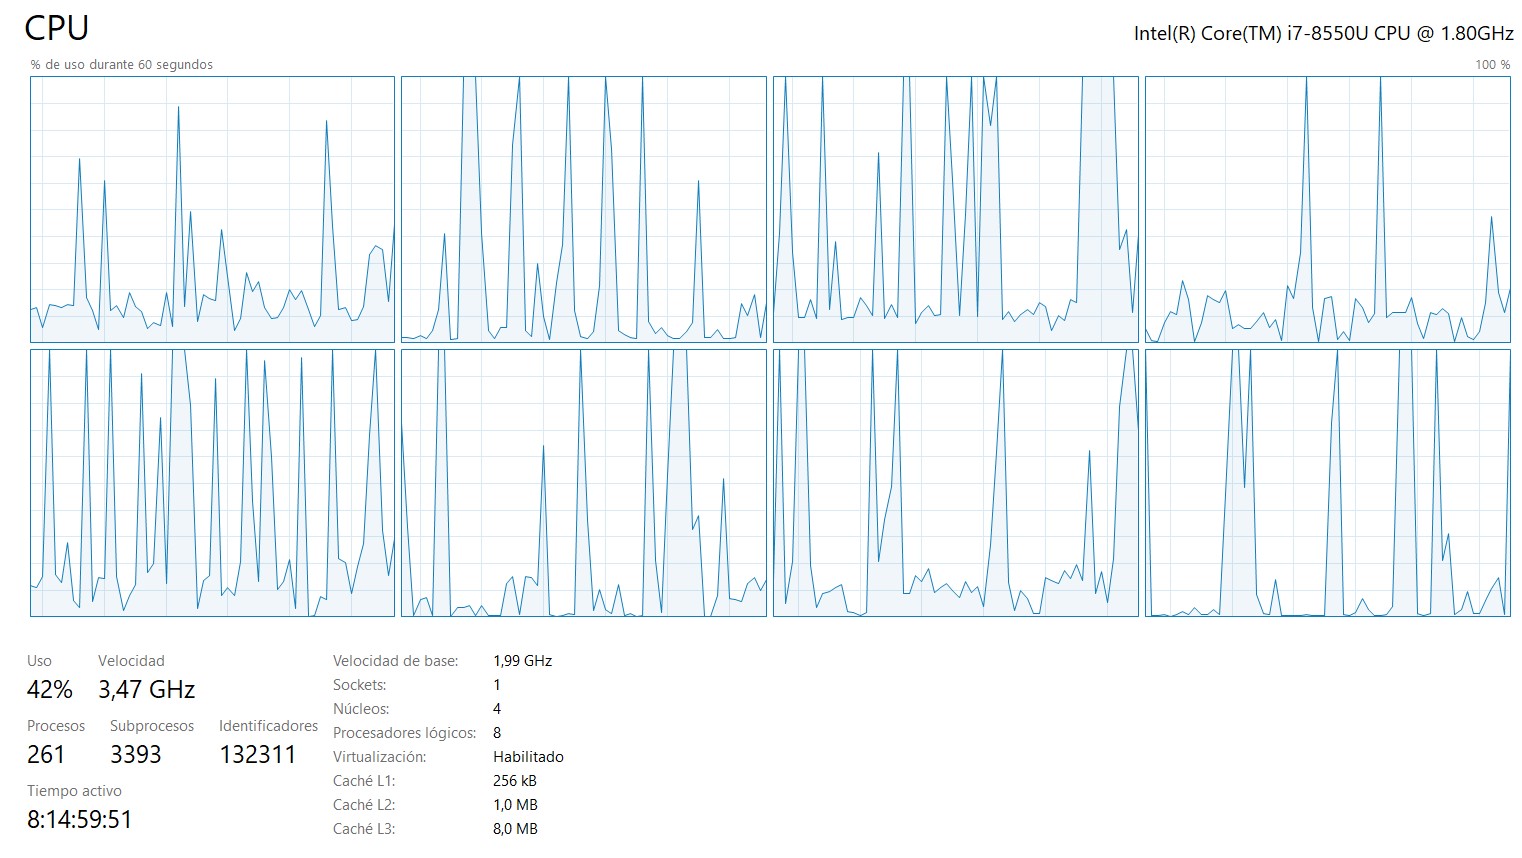 CPU
Intel(R) Core(TM) i7-8550U CPU @ 1.80GHz
% de uso durante 60 segundos
100 %
Uso
Velocidad
42%
3,47 GHz
Procesos
Subprocesos
Identificadores
261
3393
132311
Tiempo activo
8:14:59:51
Velocidad de base: 1,99 GHz
Sockets: 1
Núcleos: 4
Procesadores lógicos: 8
Virtualización: Habilitado
Caché L1: 256 kB
Caché L2: 1,0 MB
Caché L3: 8,0 MB